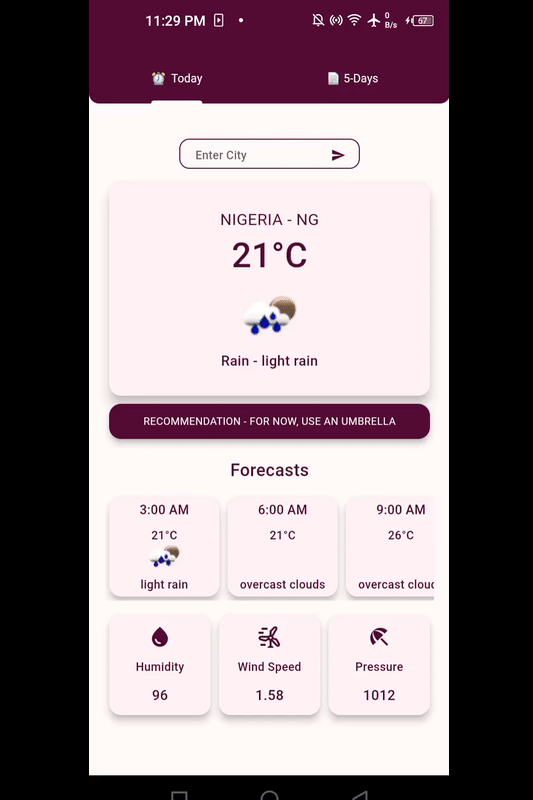 11:29 PM
0
B/s
67
Today
5-Days
Enter City
NIGERIA - NG
21°C
Rain - light rain
RECOMMENDATION - FOR NOW, USE AN UMBRELLA
Forecasts
3:00 AM 6:00 AM 9:00 AM
21°C 21°C 26°C
light rain overcast clouds overcast cloud
Humidity Wind Speed Pressure
96 1.58 1012